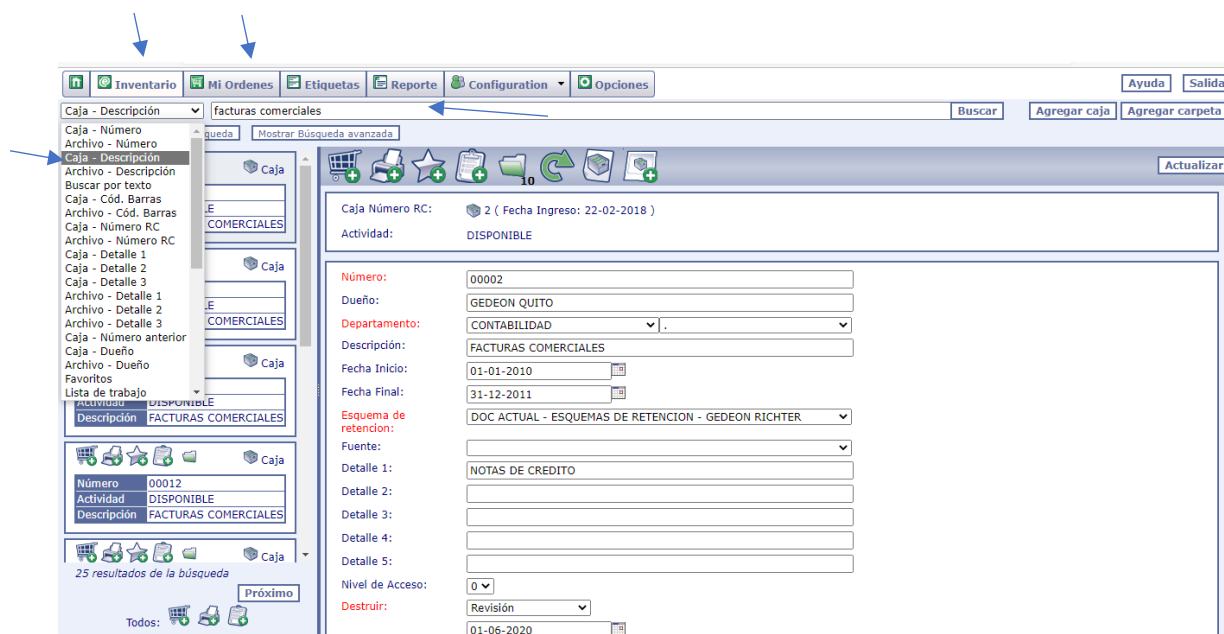 Inventario Mi Ordenes Etiquetas Reporte Configuration Opciones Ayuda Salida
Caja - Descripción facturas comerciales Buscar Agregar caja Agregar carpeta
queda Mostrar Búsqueda avanzada
Caja - Número
Archivo - Número
Caja - Descripción
Archivo - Descripción
Buscar por texto
Caja - Cód. Barras
Archivo - Cód. Barras
Caja - Número RC
Archivo - Número RC
Caja - Detalle 1
Caja - Detalle 2
Caja - Detalle 3
Archivo - Detalle 1
Archivo - Detalle 2
Archivo - Detalle 3
Caja - Número anterior
Caja - Dueño
Archivo - Dueño
Favoritos
Lista de trabajo
Caja
LE
COMERCIALES
Caja
LE
COMERCIALES
Caja
Actividad DISPONIBLE
Descripción FACTURAS COMERCIALES
Caja
Número 00012
Actividad DISPONIBLE
Descripción FACTURAS COMERCIALES
Caja
25 resultados de la búsqueda
Próximo
Todos:
10
Actualizar
Caja Número RC: 2 ( Fecha Ingreso: 22-02-2018 )
Actividad: DISPONIBLE
Número: 00002
Dueño: GEDEON QUITO
Departamento: CONTABILIDAD .
Descripción: FACTURAS COMERCIALES
Fecha Inicio: 01-01-2010
Fecha Final: 31-12-2011
Esquema de retencion: DOC ACTUAL - ESQUEMAS DE RETENCION - GEDEON RICHTER
Fuente:
Detalle 1: NOTAS DE CREDITO
Detalle 2:
Detalle 3:
Detalle 4:
Detalle 5:
Nivel de Acceso: 0
Destruir: Revisión
01-06-2020